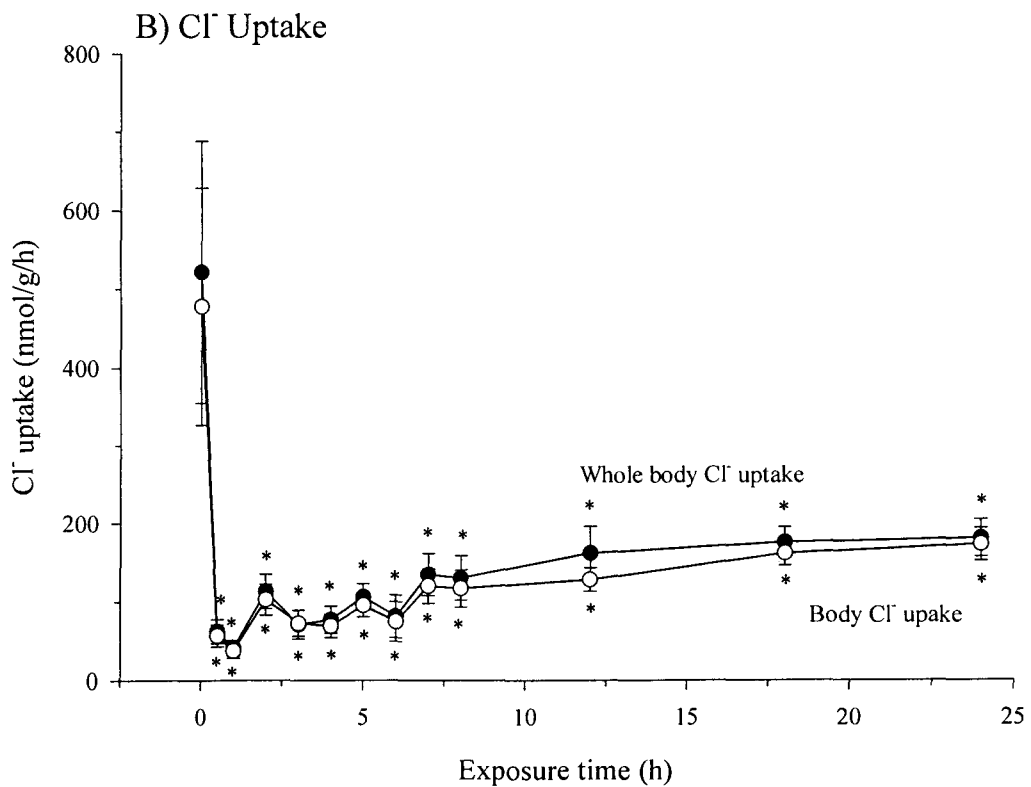 B) Cl⁻ Uptake
800
600
400
200
0
Cl⁻ uptake (nmol/g/h)
Whole body Cl⁻ uptake
Body Cl⁻ upake
* * * * * * * * * * * *
* * * * * * * * * * * *
0 5 10 15 20 25
Exposure time (h)